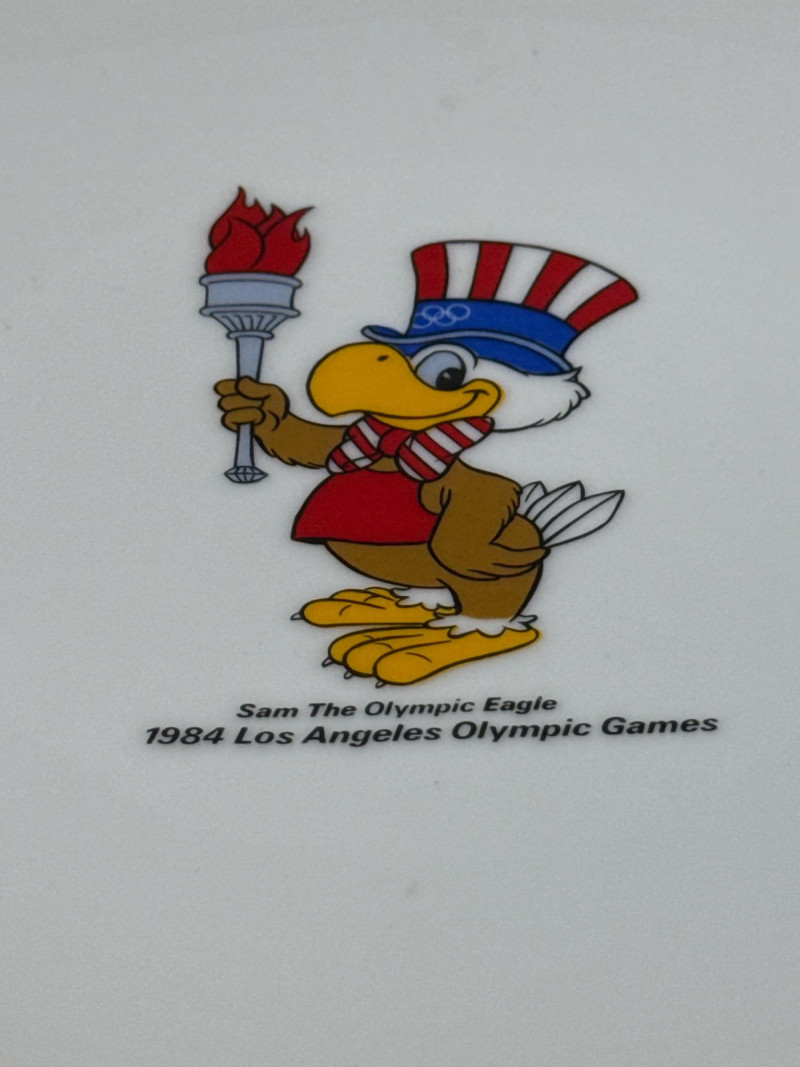 Sam The Olympic Eagle
1984 Los Angeles Olympic Games